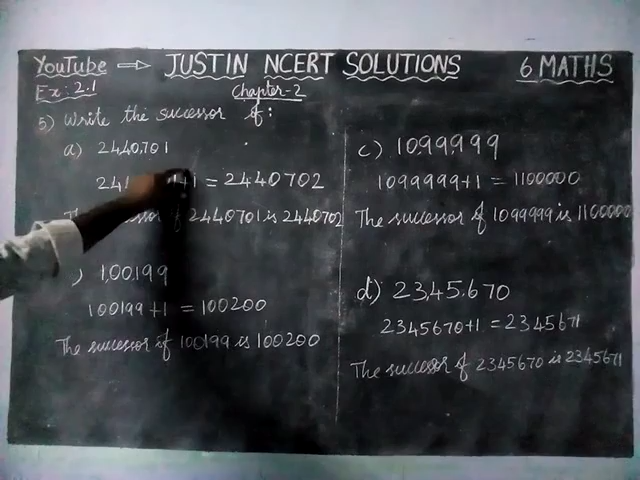 YouTube → JUSTIN NCERT SOLUTIONS 6 MATHS
Ex: 2.1 Chapter-2
5) Write the successor of:
a) 24,40,701
+1 = 2440702
successor of 2440701 is 2440702
) 1,00,199
100199 + 1 = 100200
The successor of 100199 is 100200
c) 10,99,999
1099999+1 = 1100000
The successor of 1099999 is 1100000
d) 23,45,670
2345670+1 = 2345671
The successor of 2345670 is 2345671